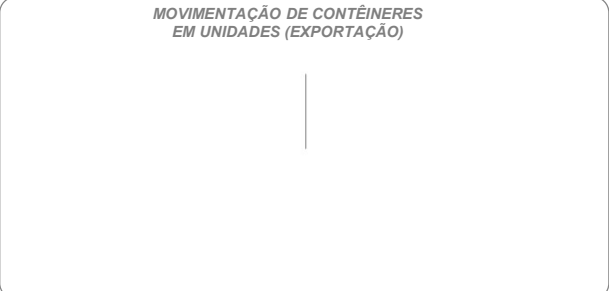 MOVIMENTAÇÃO DE CONTÊINERES
EM UNIDADES (EXPORTAÇÃO)